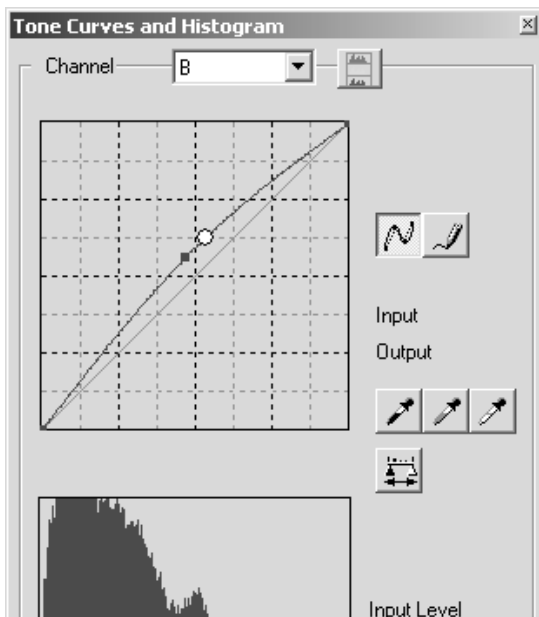 Tone Curves and Histogram
Channel B
Input
Output
Input Level